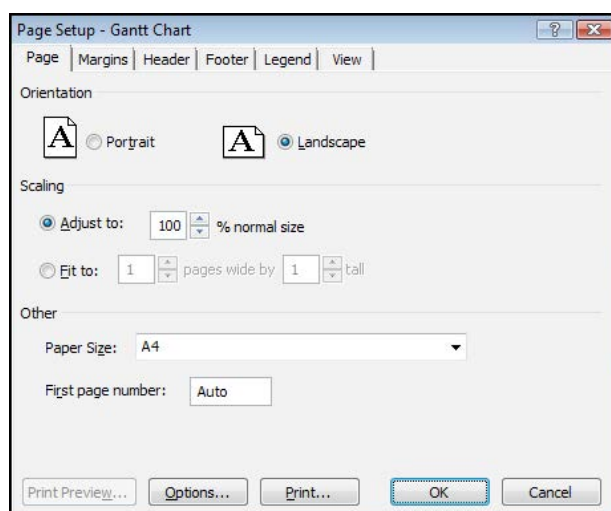 Page Setup - Gantt Chart
Page Margins Header Footer Legend View
Orientation
A Portrait A Landscape
Scaling
Adjust to: 100 % normal size
Fit to: 1 pages wide by 1 tall
Other
Paper Size: A4
First page number: Auto
Print Preview... Options... Print... OK Cancel